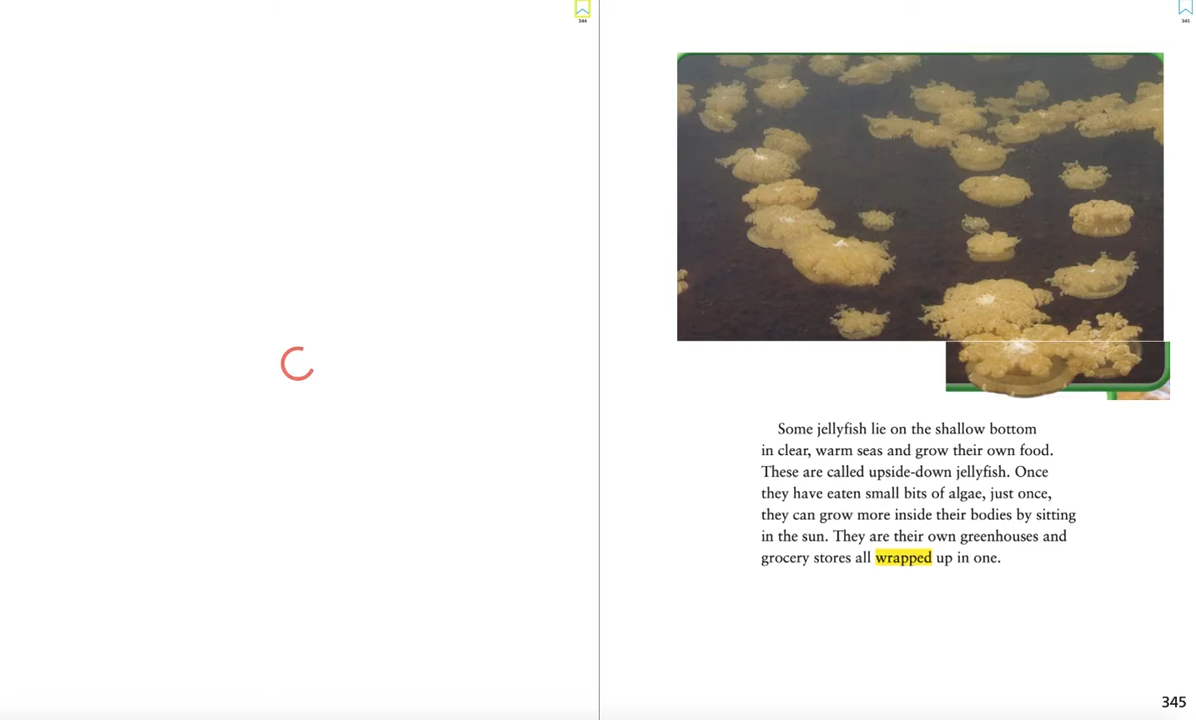 344
345
Some jellyfish lie on the shallow bottom
in clear, warm seas and grow their own food.
These are called upside-down jellyfish. Once
they have eaten small bits of algae, just once,
they can grow more inside their bodies by sitting
in the sun. They are their own greenhouses and
grocery stores all wrapped up in one.
345